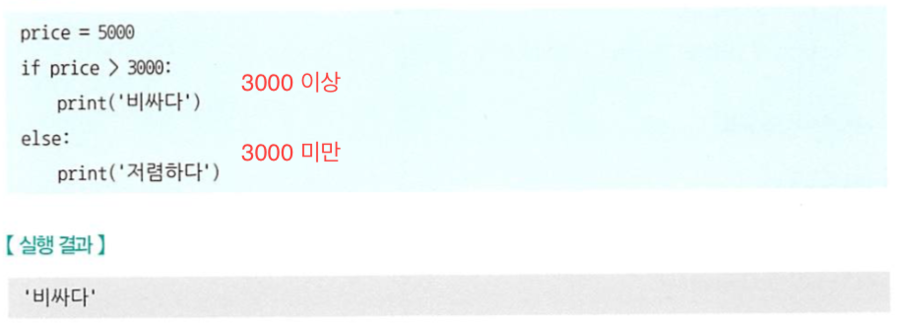 price = 5000
if price > 3000:
3000 이상
    print('비싸다')
else:
3000 미만
    print('저렴하다')
【 실행 결과 】
'비싸다'